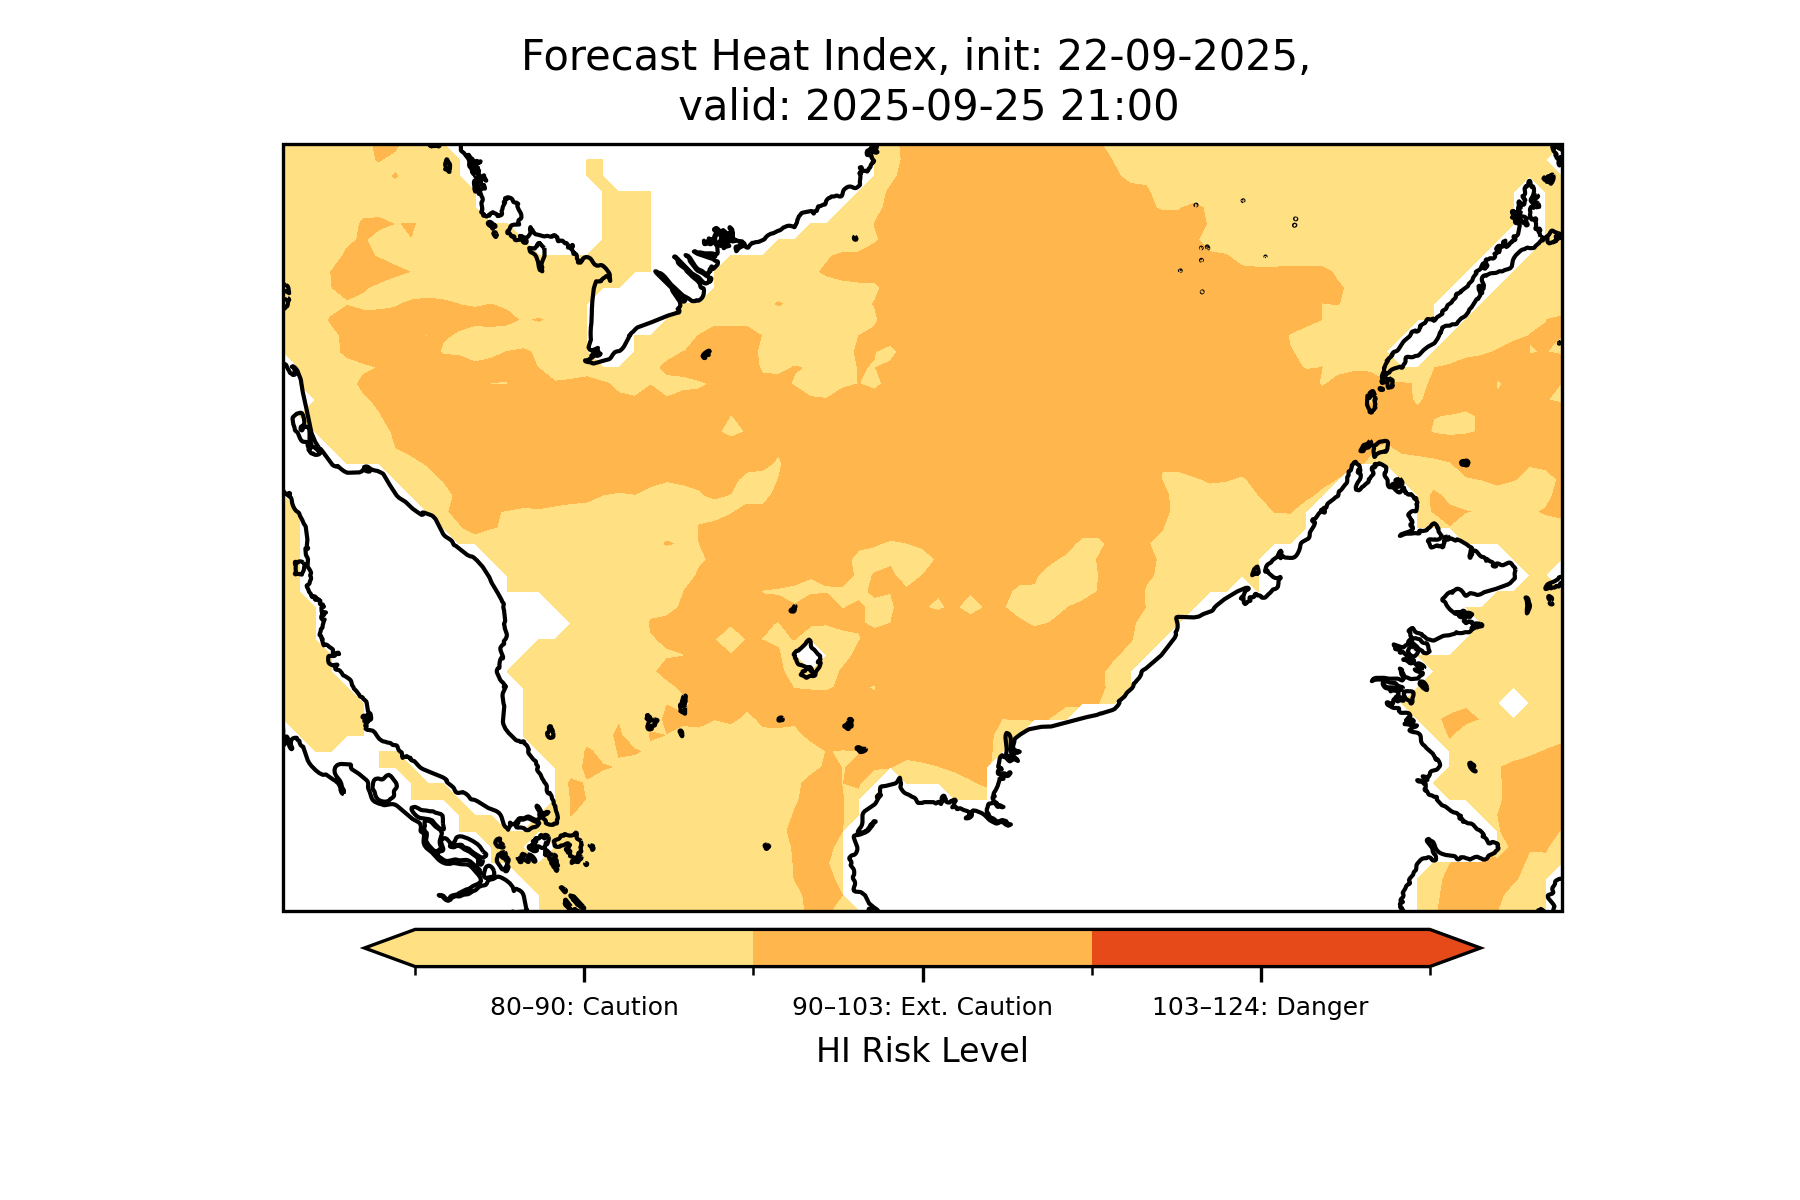 Forecast Heat Index, init: 22-09-2025,
valid: 2025-09-25 21:00
80–90: Caution
90–103: Ext. Caution
103–124: Danger
HI Risk Level